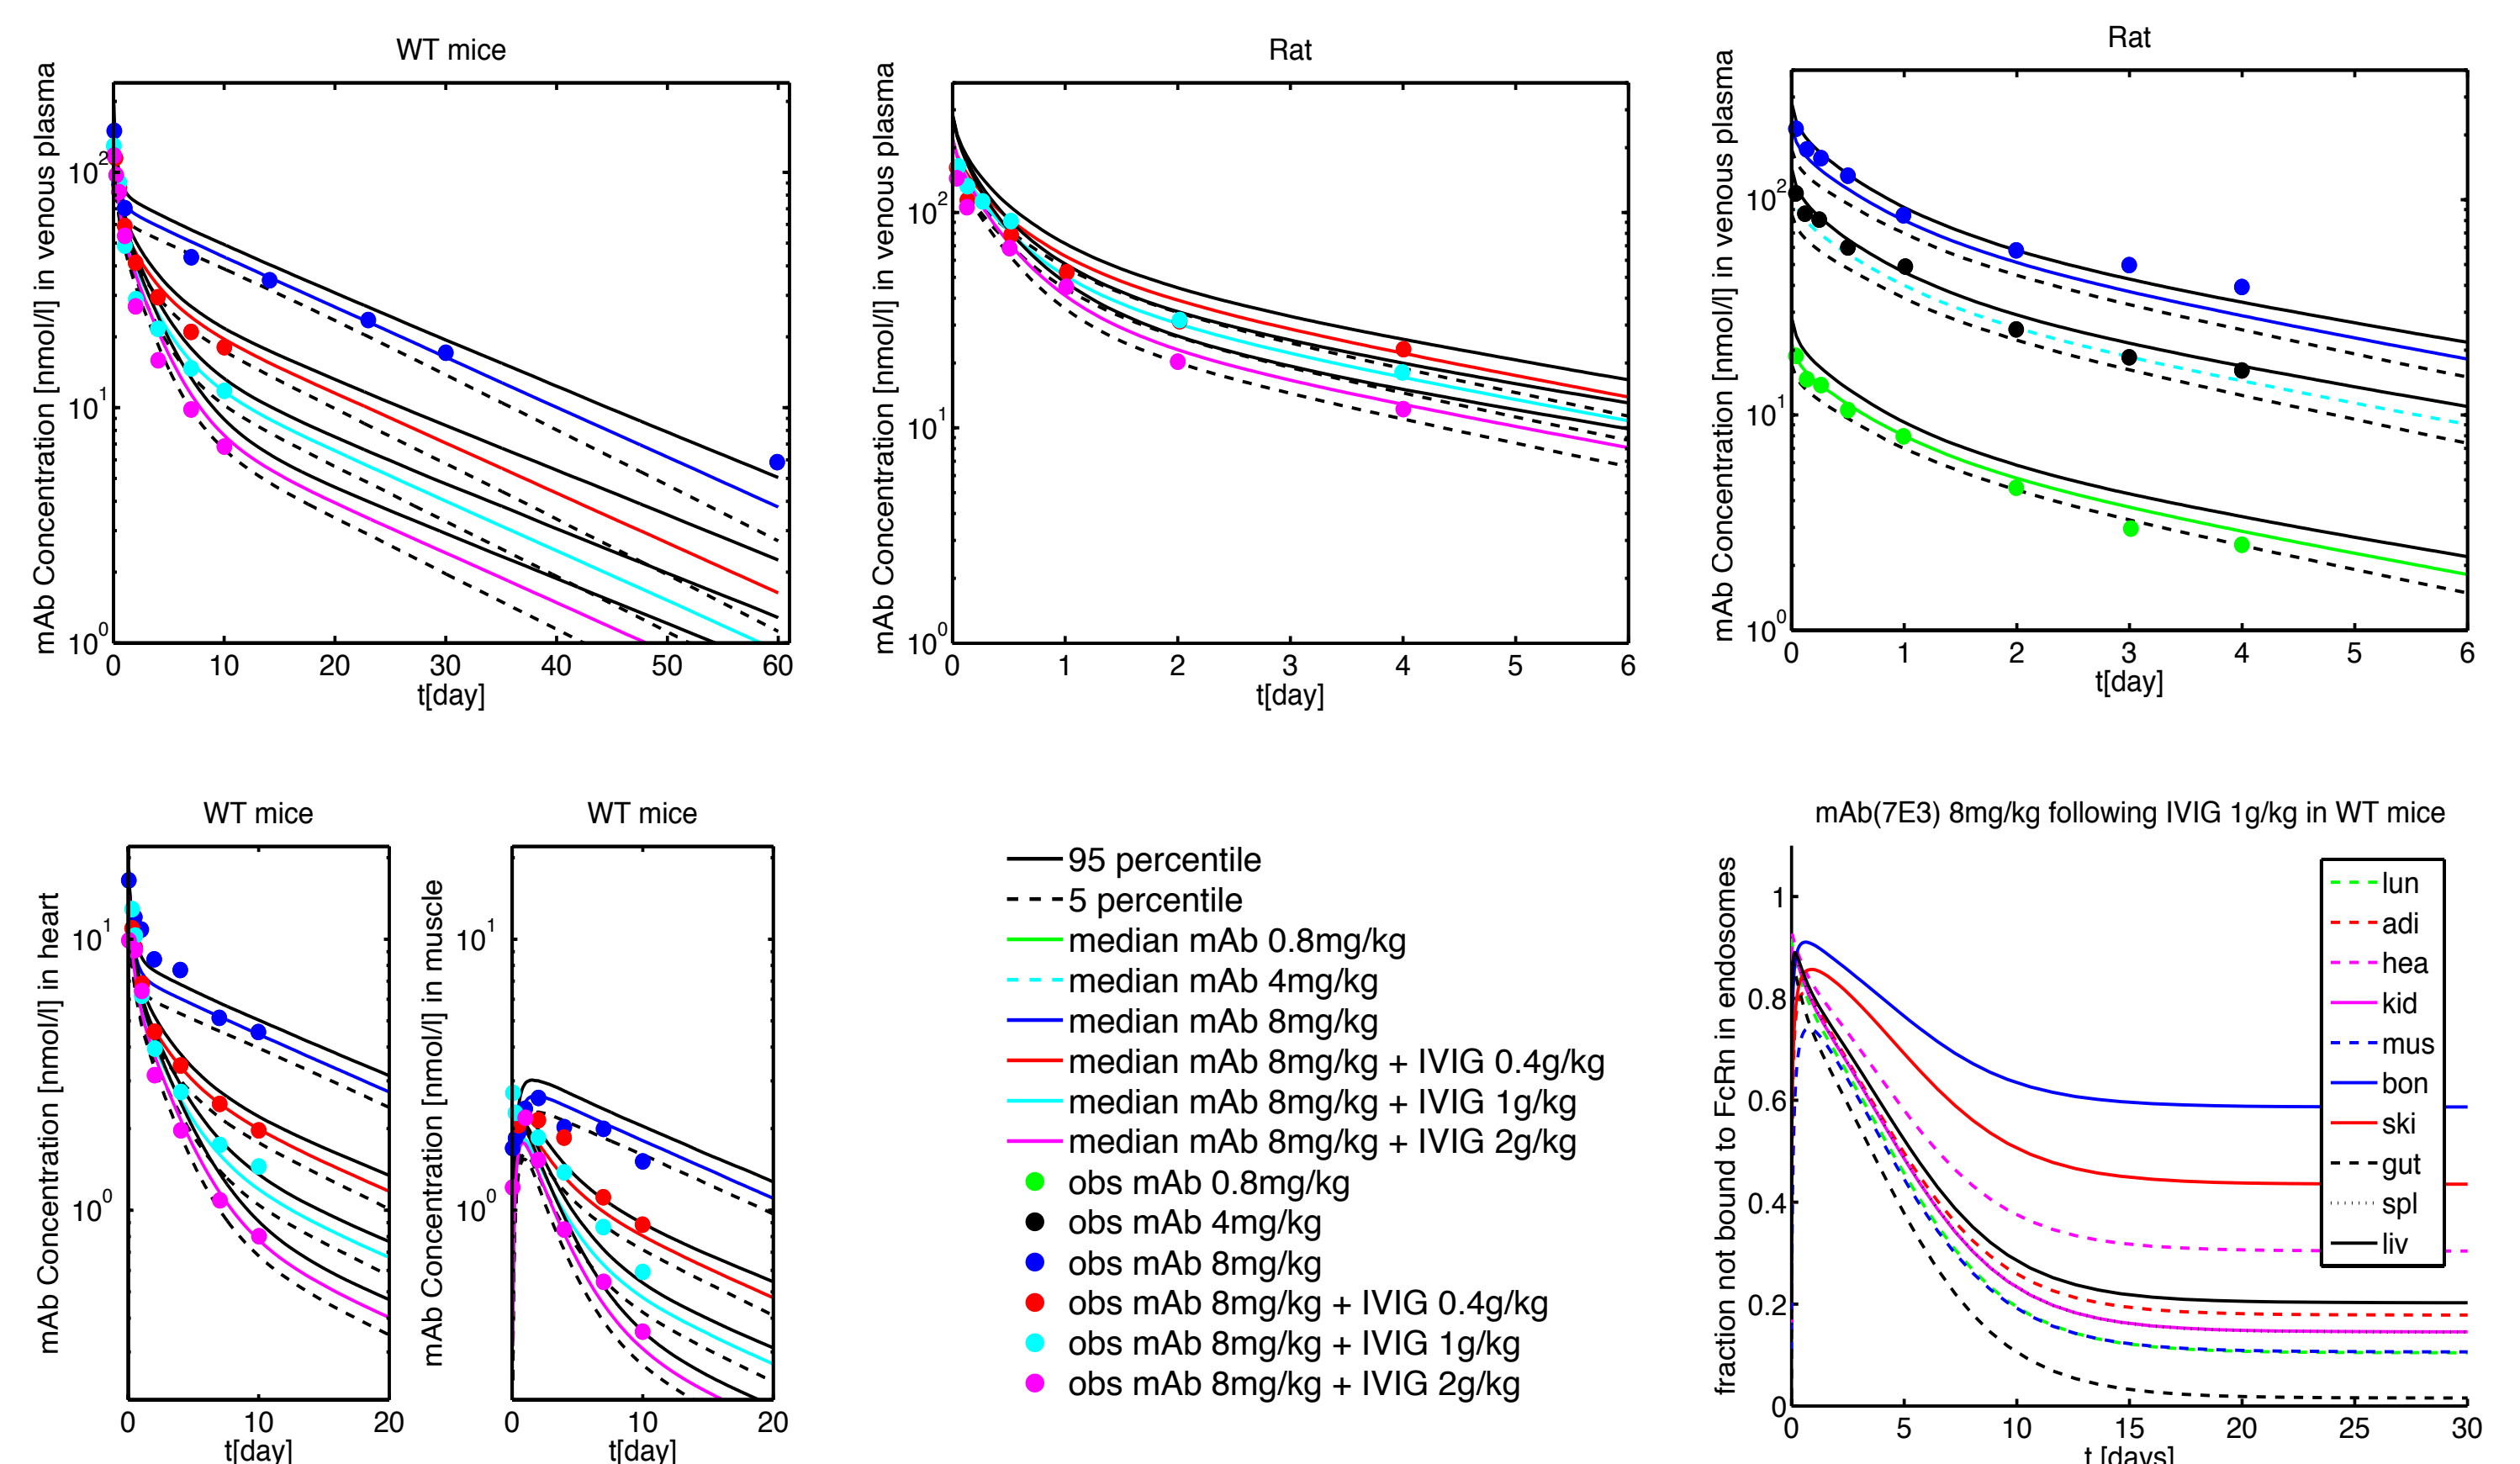 WT mice
mAb Concentration [nmol/l] in venous plasma
10^2
10^1
10^0
0 10 20 30 40 50 60
t[day]
Rat
mAb Concentration [nmol/l] in venous plasma
10^2
10^1
10^0
0 1 2 3 4 5 6
t[day]
Rat
mAb Concentration [nmol/l] in venous plasma
10^2
10^1
10^0
0 1 2 3 4 5 6
t[day]
WT mice
mAb Concentration [nmol/l] in heart
10^1
10^0
0 10 20
t[day]
WT mice
mAb Concentration [nmol/l] in muscle
10^1
10^0
0 10 20
t[day]
95 percentile
5 percentile
median mAb 0.8mg/kg
median mAb 4mg/kg
median mAb 8mg/kg
median mAb 8mg/kg + IVIG 0.4g/kg
median mAb 8mg/kg + IVIG 1g/kg
median mAb 8mg/kg + IVIG 2g/kg
obs mAb 0.8mg/kg
obs mAb 4mg/kg
obs mAb 8mg/kg
obs mAb 8mg/kg + IVIG 0.4g/kg
obs mAb 8mg/kg + IVIG 1g/kg
obs mAb 8mg/kg + IVIG 2g/kg
mAb(7E3) 8mg/kg following IVIG 1g/kg in WT mice
fraction not bound to FcRn in endosomes
1
0.8
0.6
0.4
0.2
0
0 5 10 15 20 25 30
t [days]
lun
adi
hea
kid
mus
bon
ski
gut
spl
liv